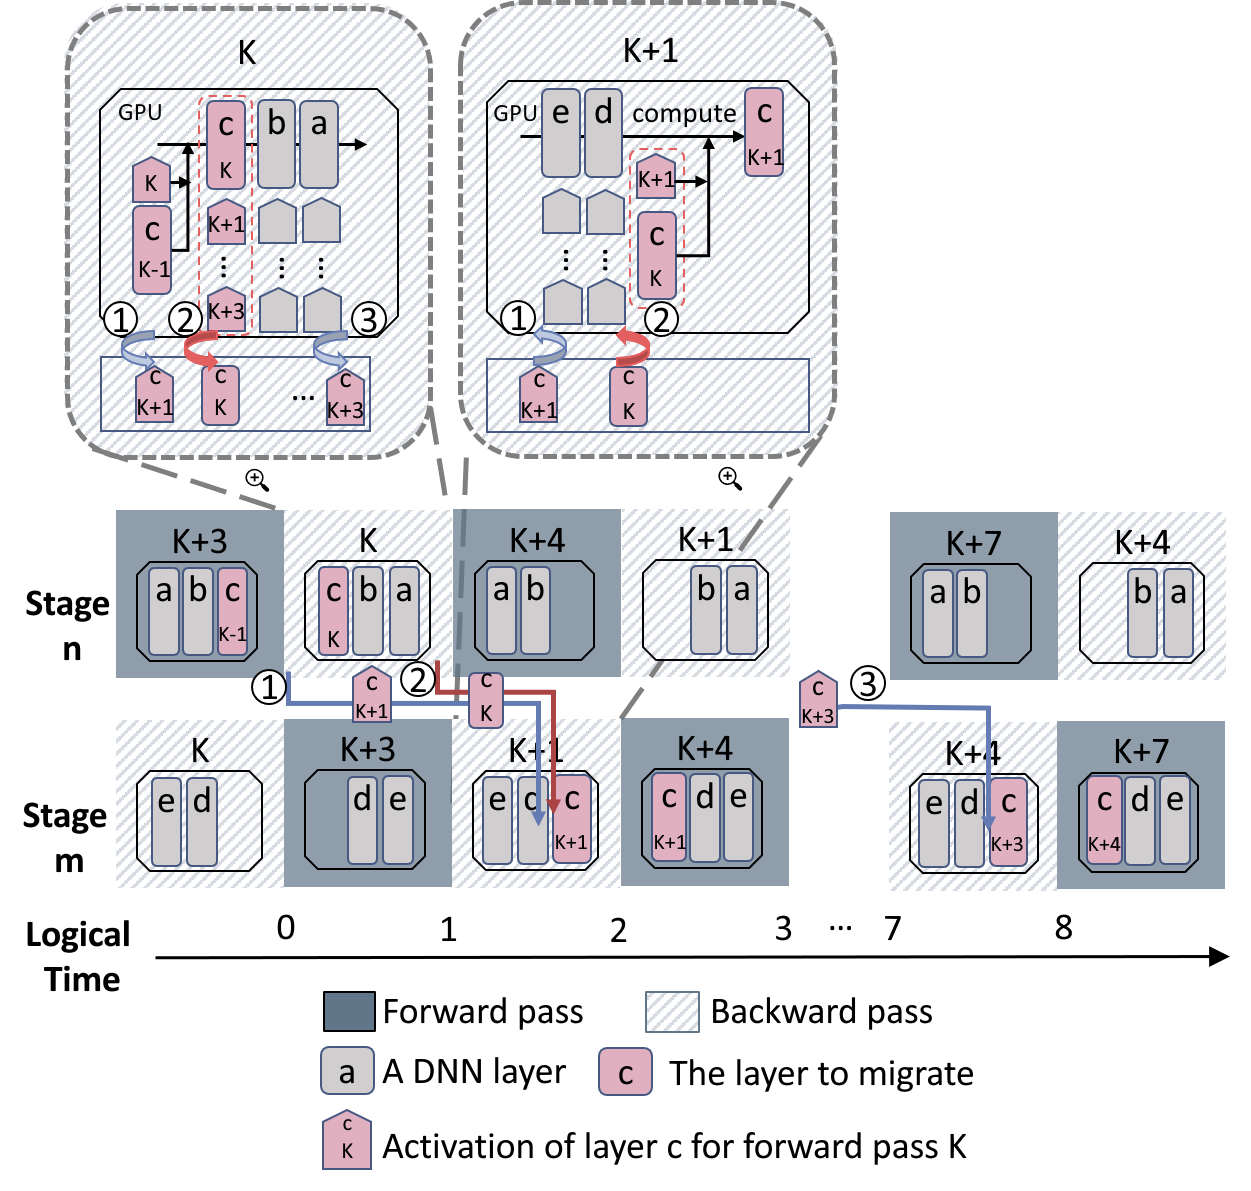 K
GPU
c
K
b
a
K
c
K-1
K+1
K+3
1
2
3
c
K+1
c
K
...
c
K+3
K+1
GPU
e
d
compute
c
K+1
K+1
c
K
1
2
c
K+1
c
K
Stage
n
K+3
a b c
K-1
K
c b a
K
K+4
a b
K+1
b a
K+7
a b
K+4
b a
1
c
K+1
2
c
K
c
K+3
3
Stage
m
K
e d
K+3
d e
K+1
e d c
K+1
K+4
c d e
K+1
K+4
e d c
K+3
K+7
c d e
K+4
Logical
Time
0 1 2 3 ... 7 8
Forward pass
Backward pass
a A DNN layer
c The layer to migrate
c
K
Activation of layer c for forward pass K